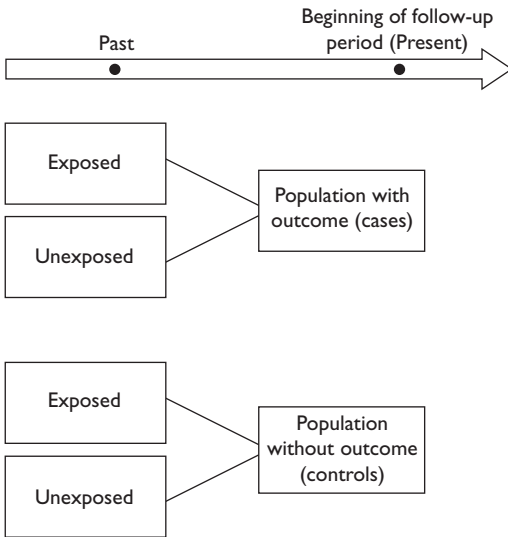 Past
Beginning of follow-up
period (Present)
Exposed
Unexposed
Population with
outcome (cases)
Exposed
Unexposed
Population
without outcome
(controls)